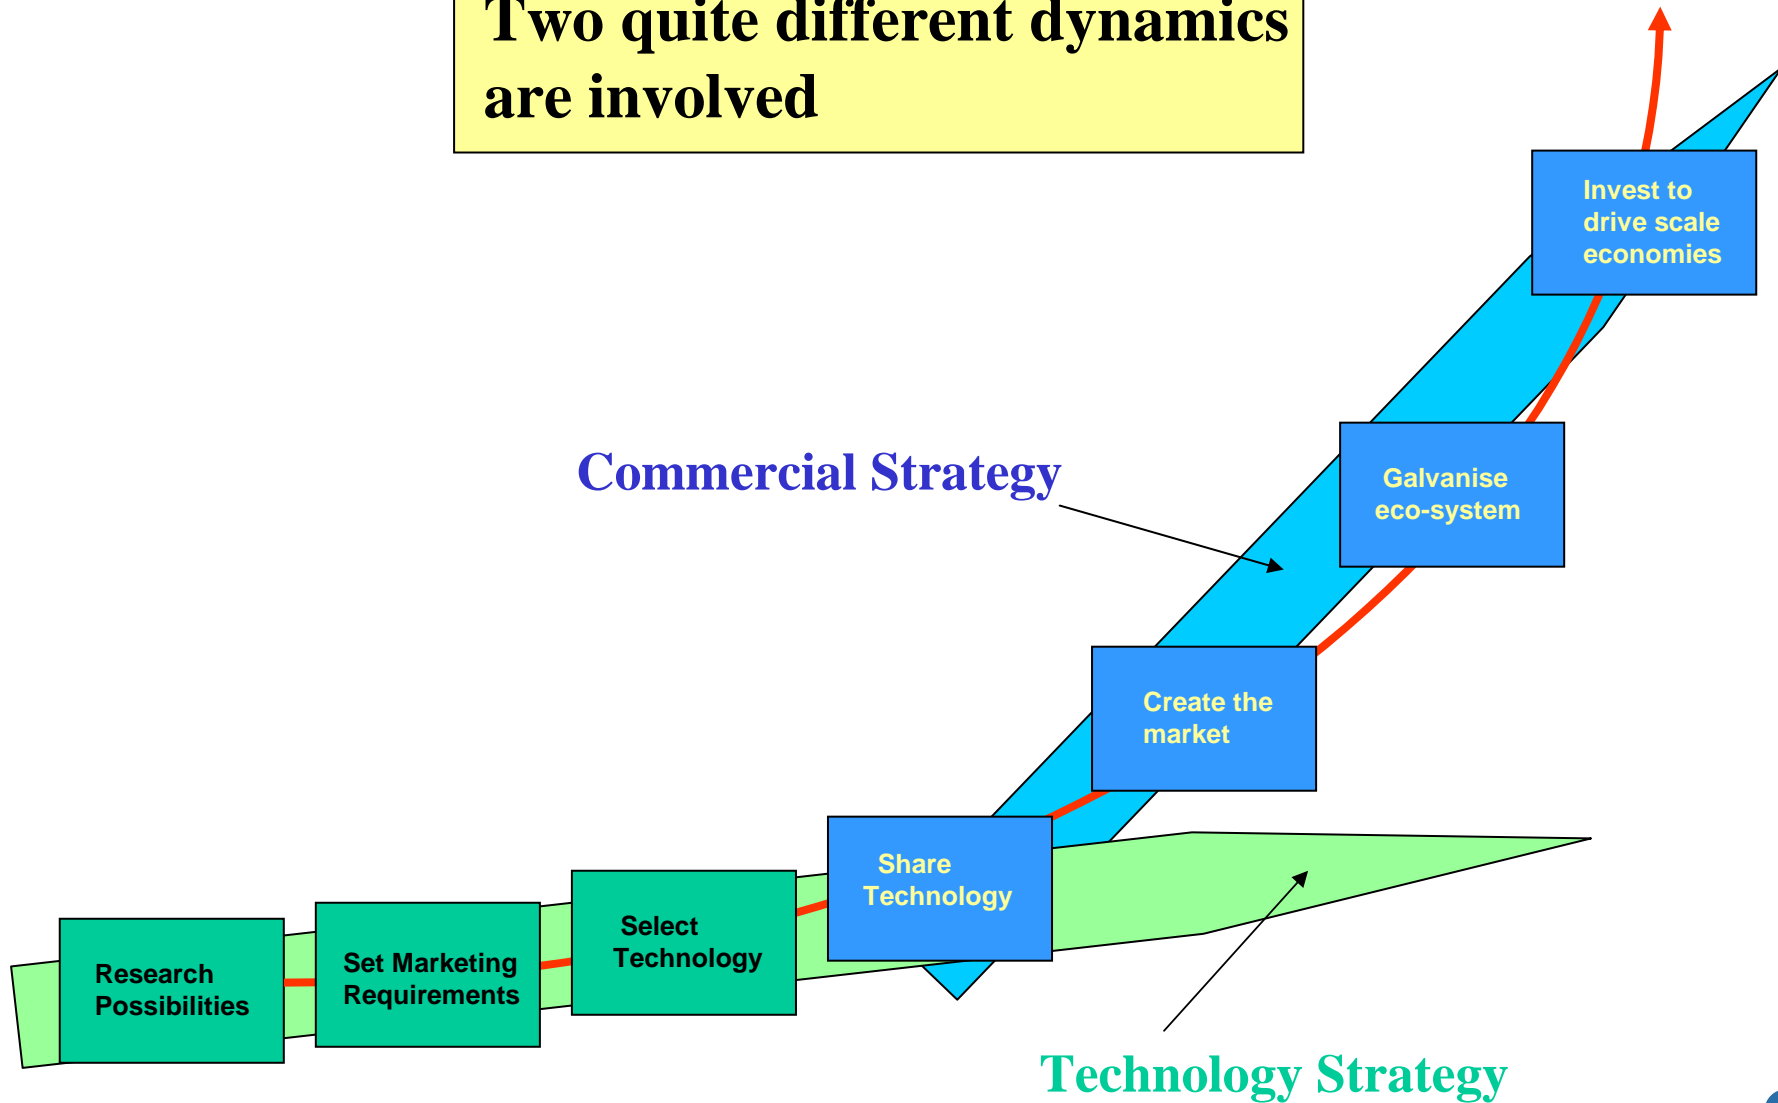 Two quite different dynamics
are involved
Invest to
drive scale
economies
Commercial Strategy
Galvanise
eco-system
Create the
market
Share
Technology
Select
Technology
Set Marketing
Requirements
Research
Possibilities
Technology Strategy